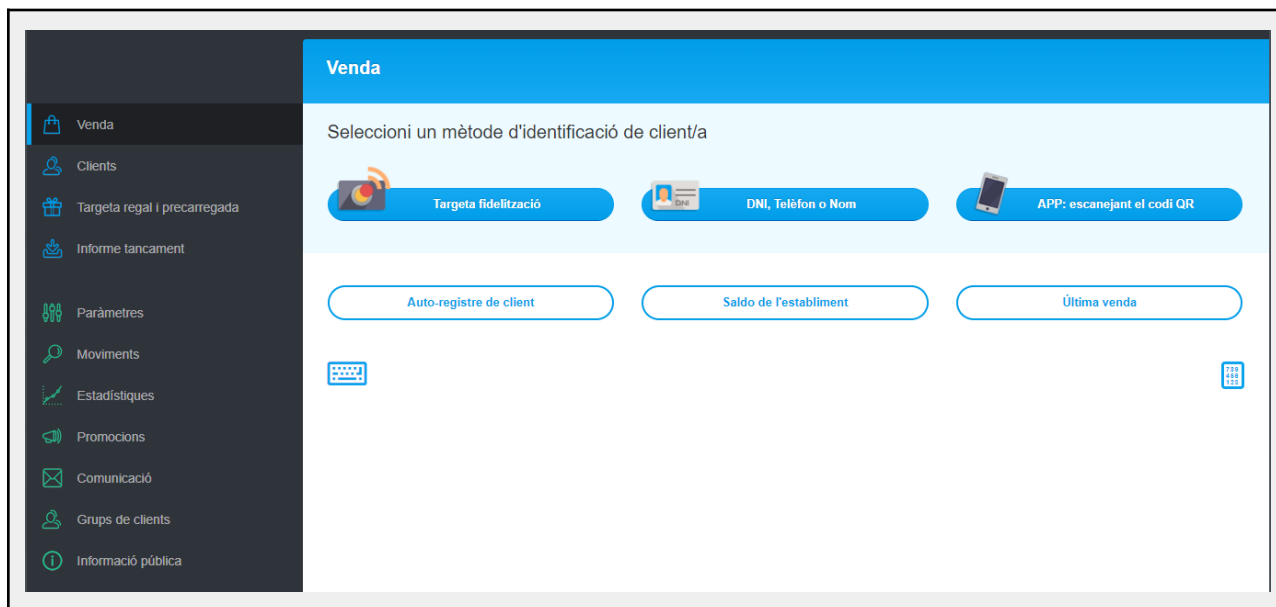 Venda
Venda
Clients
Targeta regal i precarregada
Informe tancament
Paràmetres
Moviments
Estadístiques
Promocions
Comunicació
Grups de clients
Informació pública
Seleccioni un mètode d'identificació de client/a
Targeta fidelització
DNI
DNI, Telèfon o Nom
APP: escanejant el codi QR
Auto-registre de client
Saldo de l'establiment
Última venda